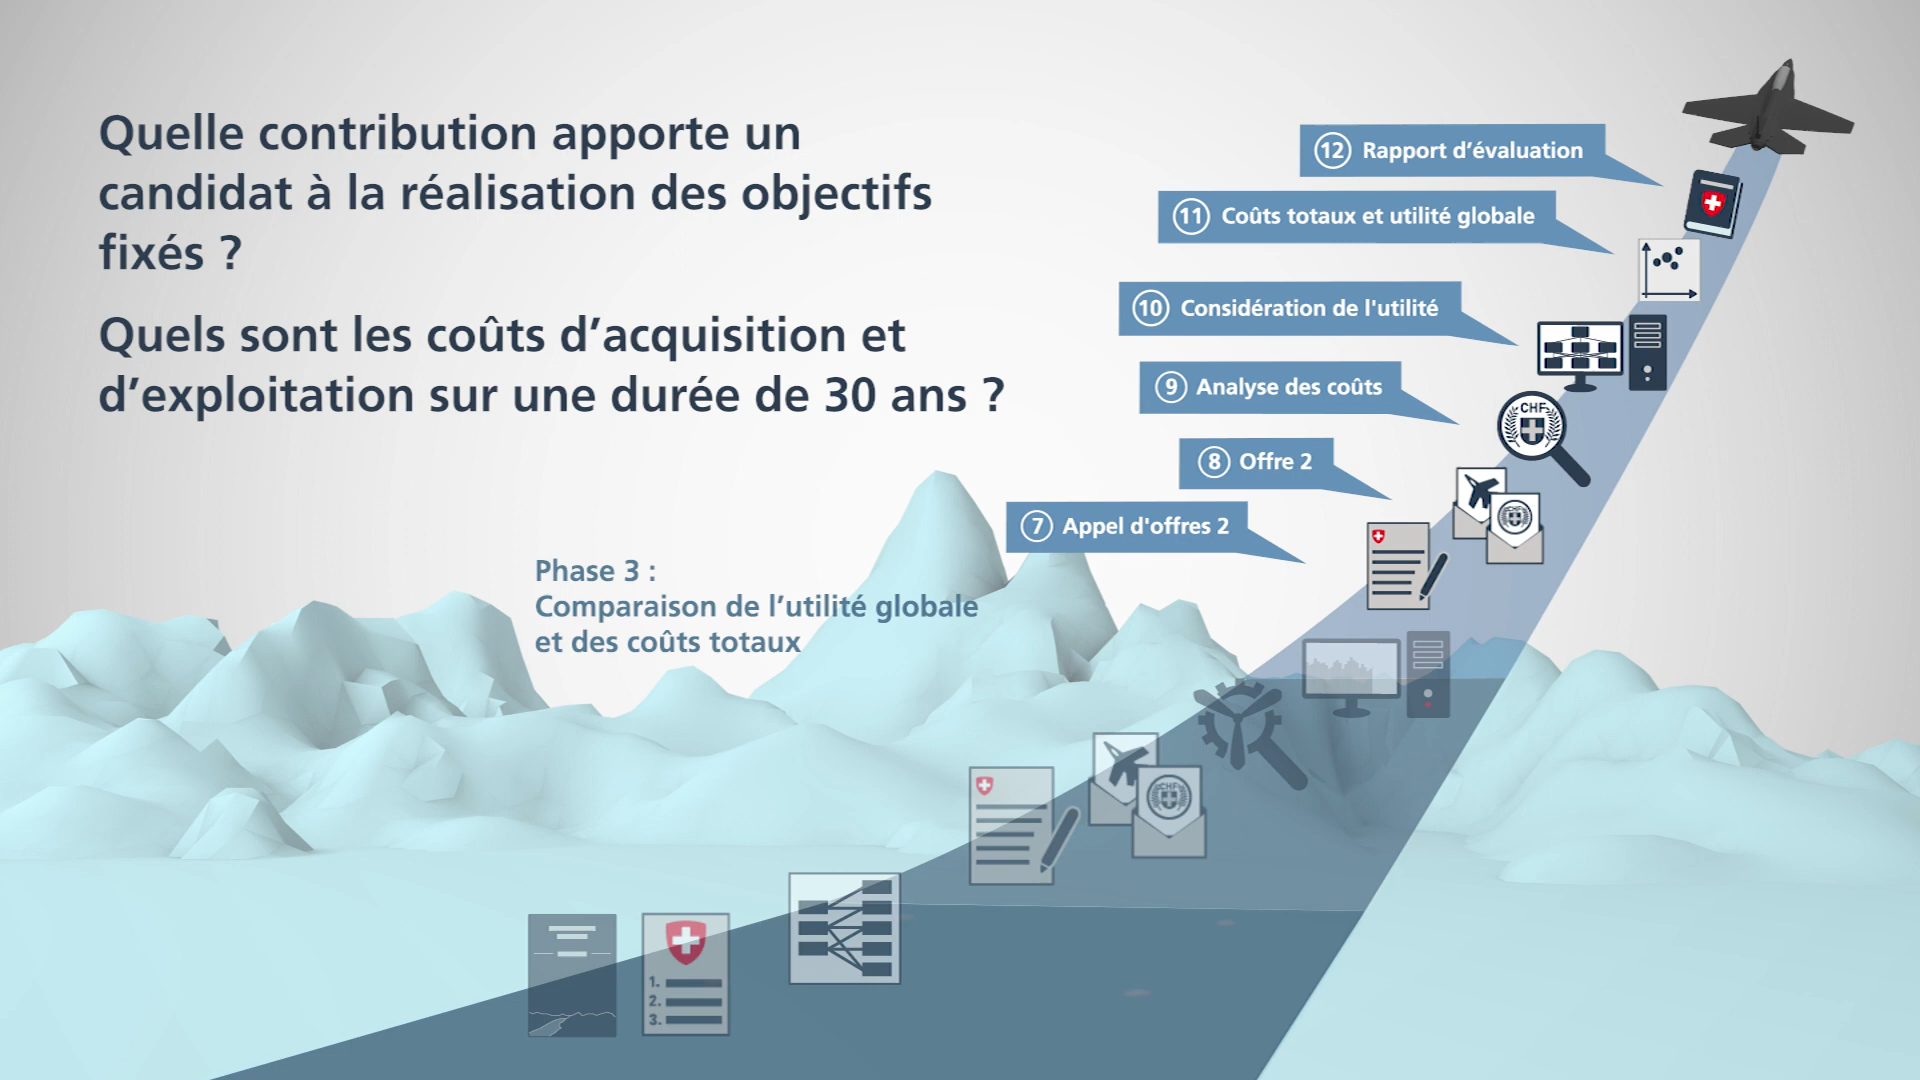 Quelle contribution apporte un
candidat à la réalisation des objectifs
fixés ?
Quels sont les coûts d’acquisition et
d’exploitation sur une durée de 30 ans ?
12 Rapport d’évaluation
11 Coûts totaux et utilité globale
10 Considération de l'utilité
9 Analyse des coûts
CHF
8 Offre 2
7 Appel d'offres 2
Phase 3 :
Comparaison de l’utilité globale
et des coûts totaux
CHF
1.
2.
3.